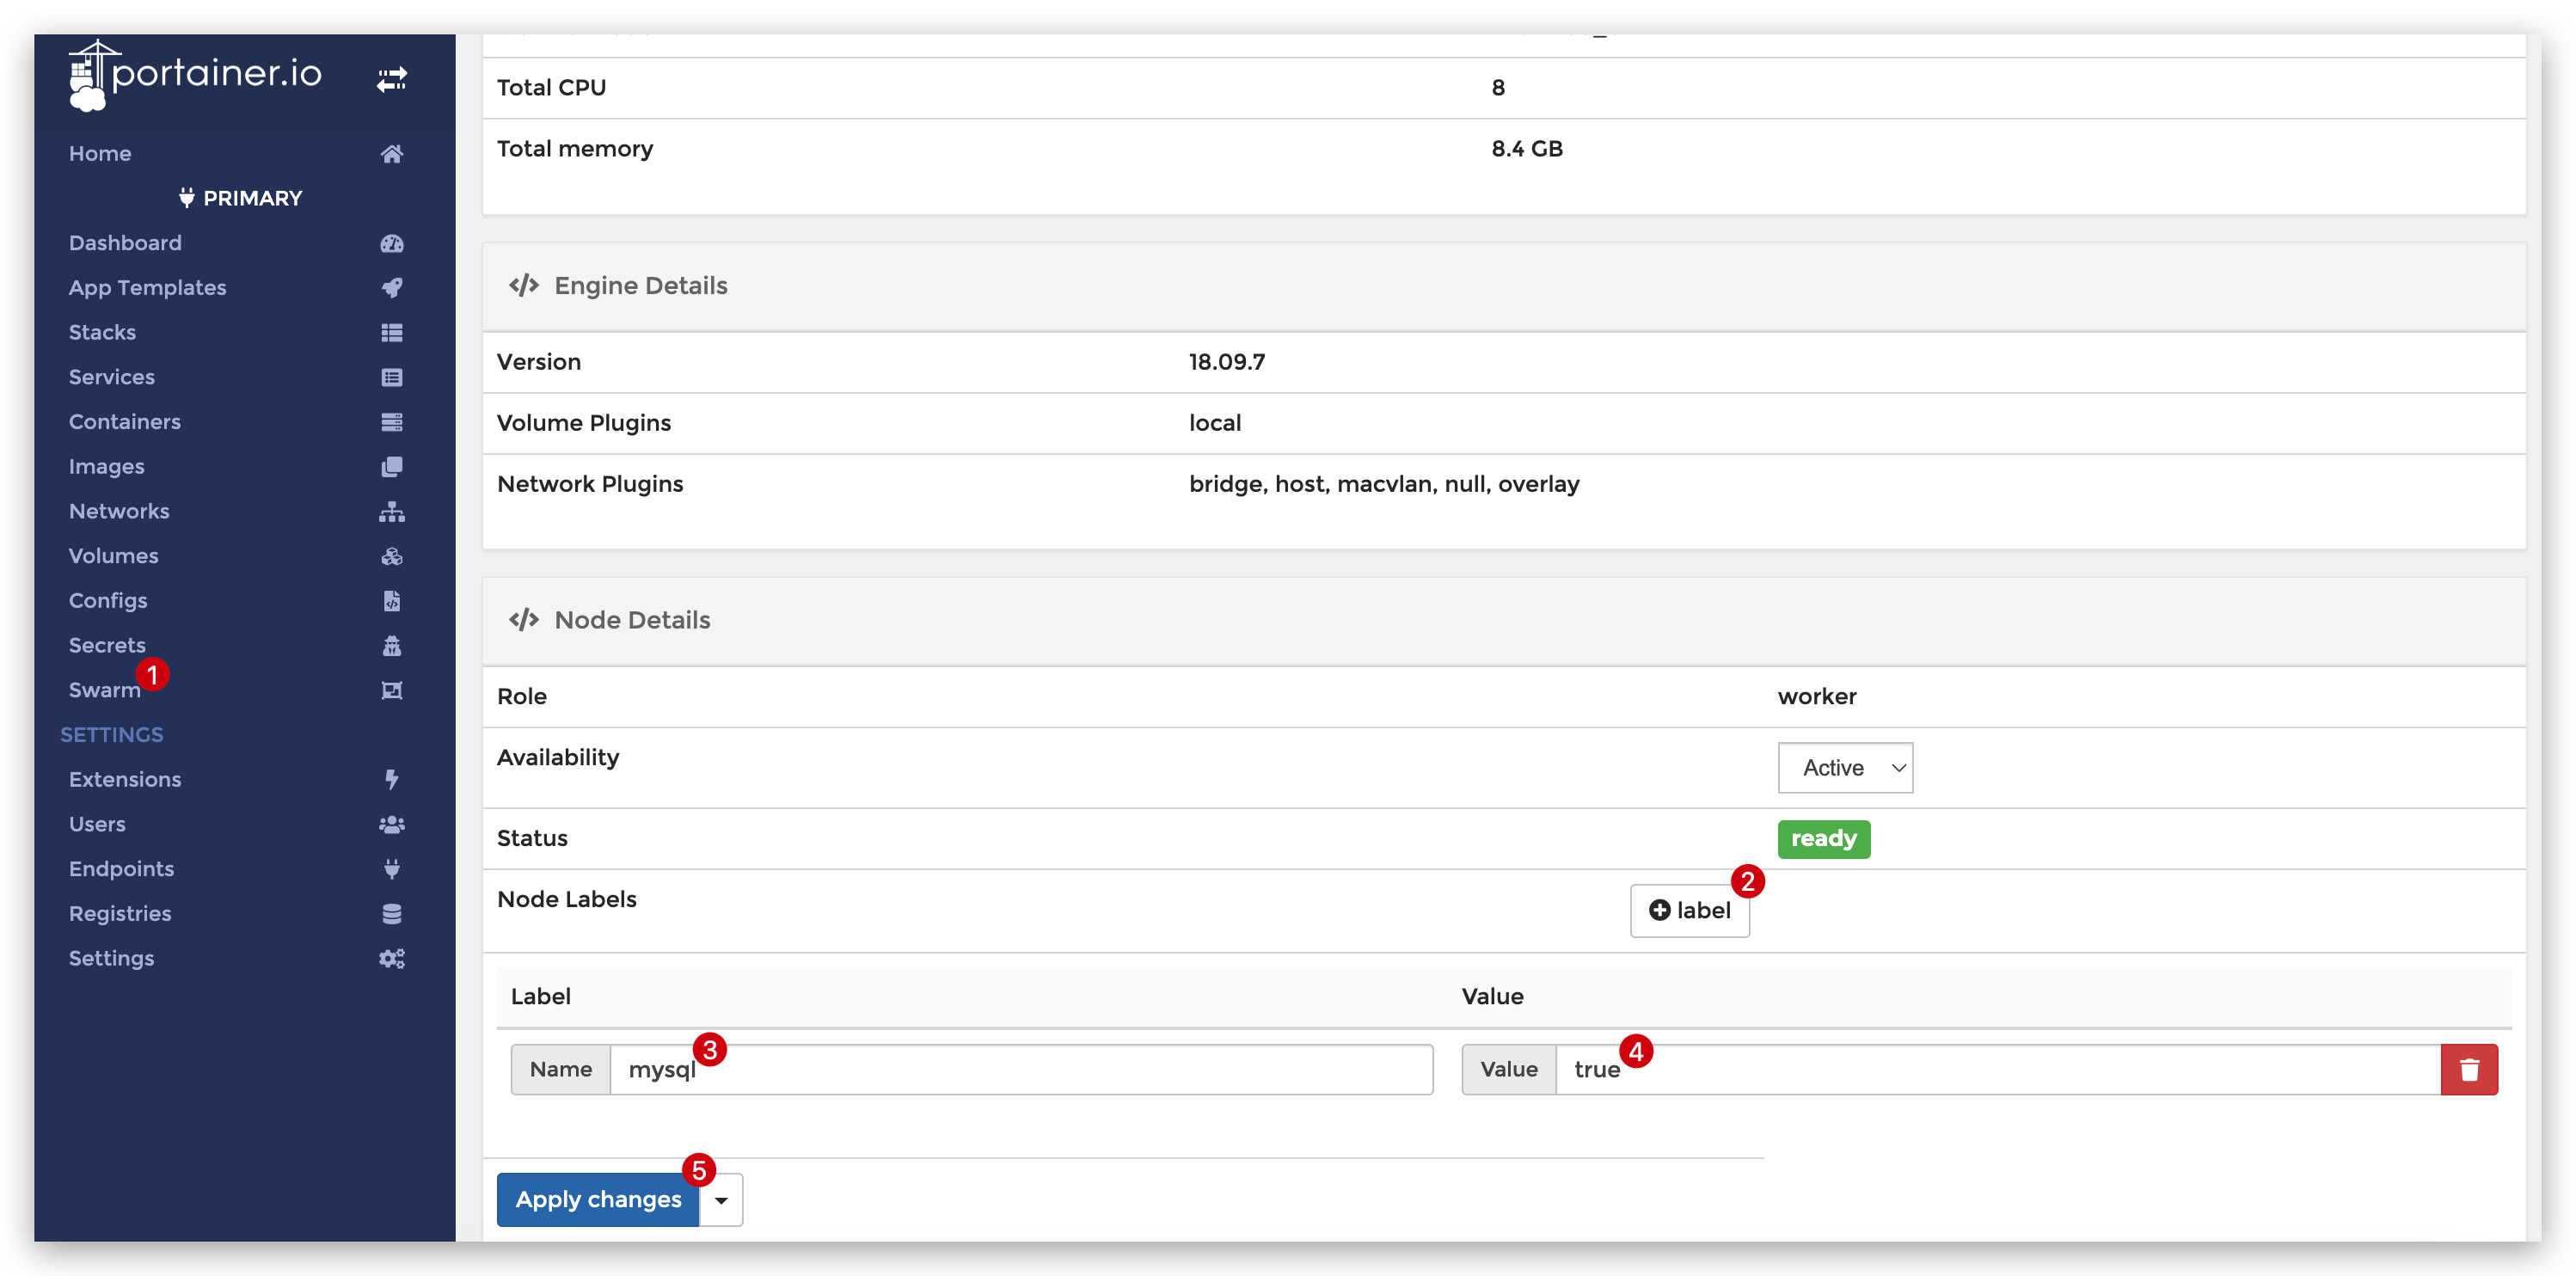 portainer.io
Home
PRIMARY
Dashboard
App Templates
Stacks
Services
Containers
Images
Networks
Volumes
Configs
Secrets
Swarm 1
SETTINGS
Extensions
Users
Endpoints
Registries
Settings
Total CPU 8
Total memory 8.4 GB
Engine Details
Version 18.09.7
Volume Plugins local
Network Plugins bridge, host, macvlan, null, overlay
Node Details
Role worker
Availability Active
Status ready
Node Labels label 2
Label Value
Name mysql 3 Value true 4
Apply changes 5